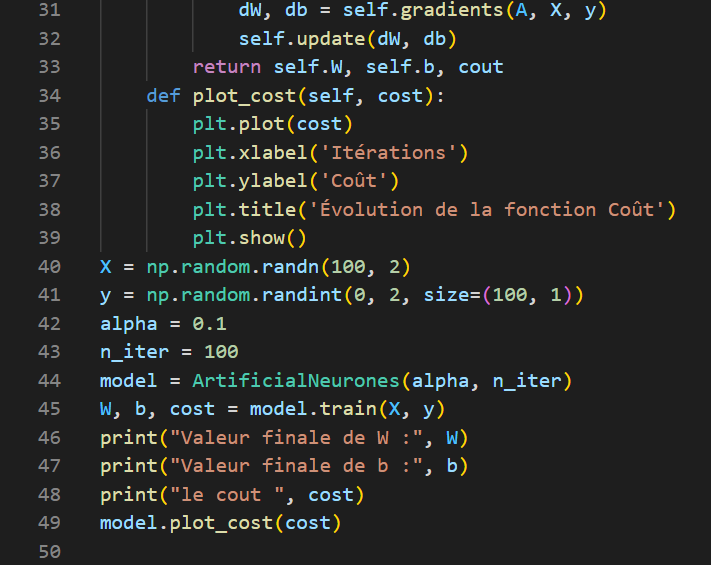 31 dW, db = self.gradients(A, X, y)
32 self.update(dW, db)
33 return self.W, self.b, cout
34 def plot_cost(self, cost):
35 plt.plot(cost)
36 plt.xlabel('Itérations')
37 plt.ylabel('Coût')
38 plt.title('Évolution de la fonction Coût')
39 plt.show()
40 X = np.random.randn(100, 2)
41 y = np.random.randint(0, 2, size=(100, 1))
42 alpha = 0.1
43 n_iter = 100
44 model = ArtificialNeurones(alpha, n_iter)
45 W, b, cost = model.train(X, y)
46 print("Valeur finale de W :", W)
47 print("Valeur finale de b :", b)
48 print("le cout ", cost)
49 model.plot_cost(cost)
50